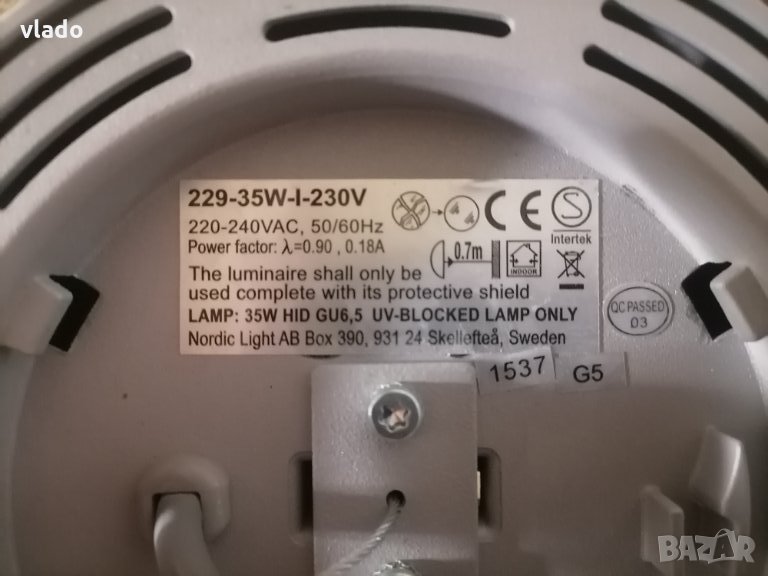 vlado
229-35W-I-230V
220-240VAC, 50/60Hz
Power factor: λ=0.90 , 0.18A
CE
S
Intertek
0.7m
INDOOR
The luminaire shall only be
used complete with its protective shield
LAMP: 35W HID GU6,5 UV-BLOCKED LAMP ONLY
Nordic Light AB Box 390, 931 24 Skellefteå, Sweden
QC PASSED
03
1537
G5
BAZAR